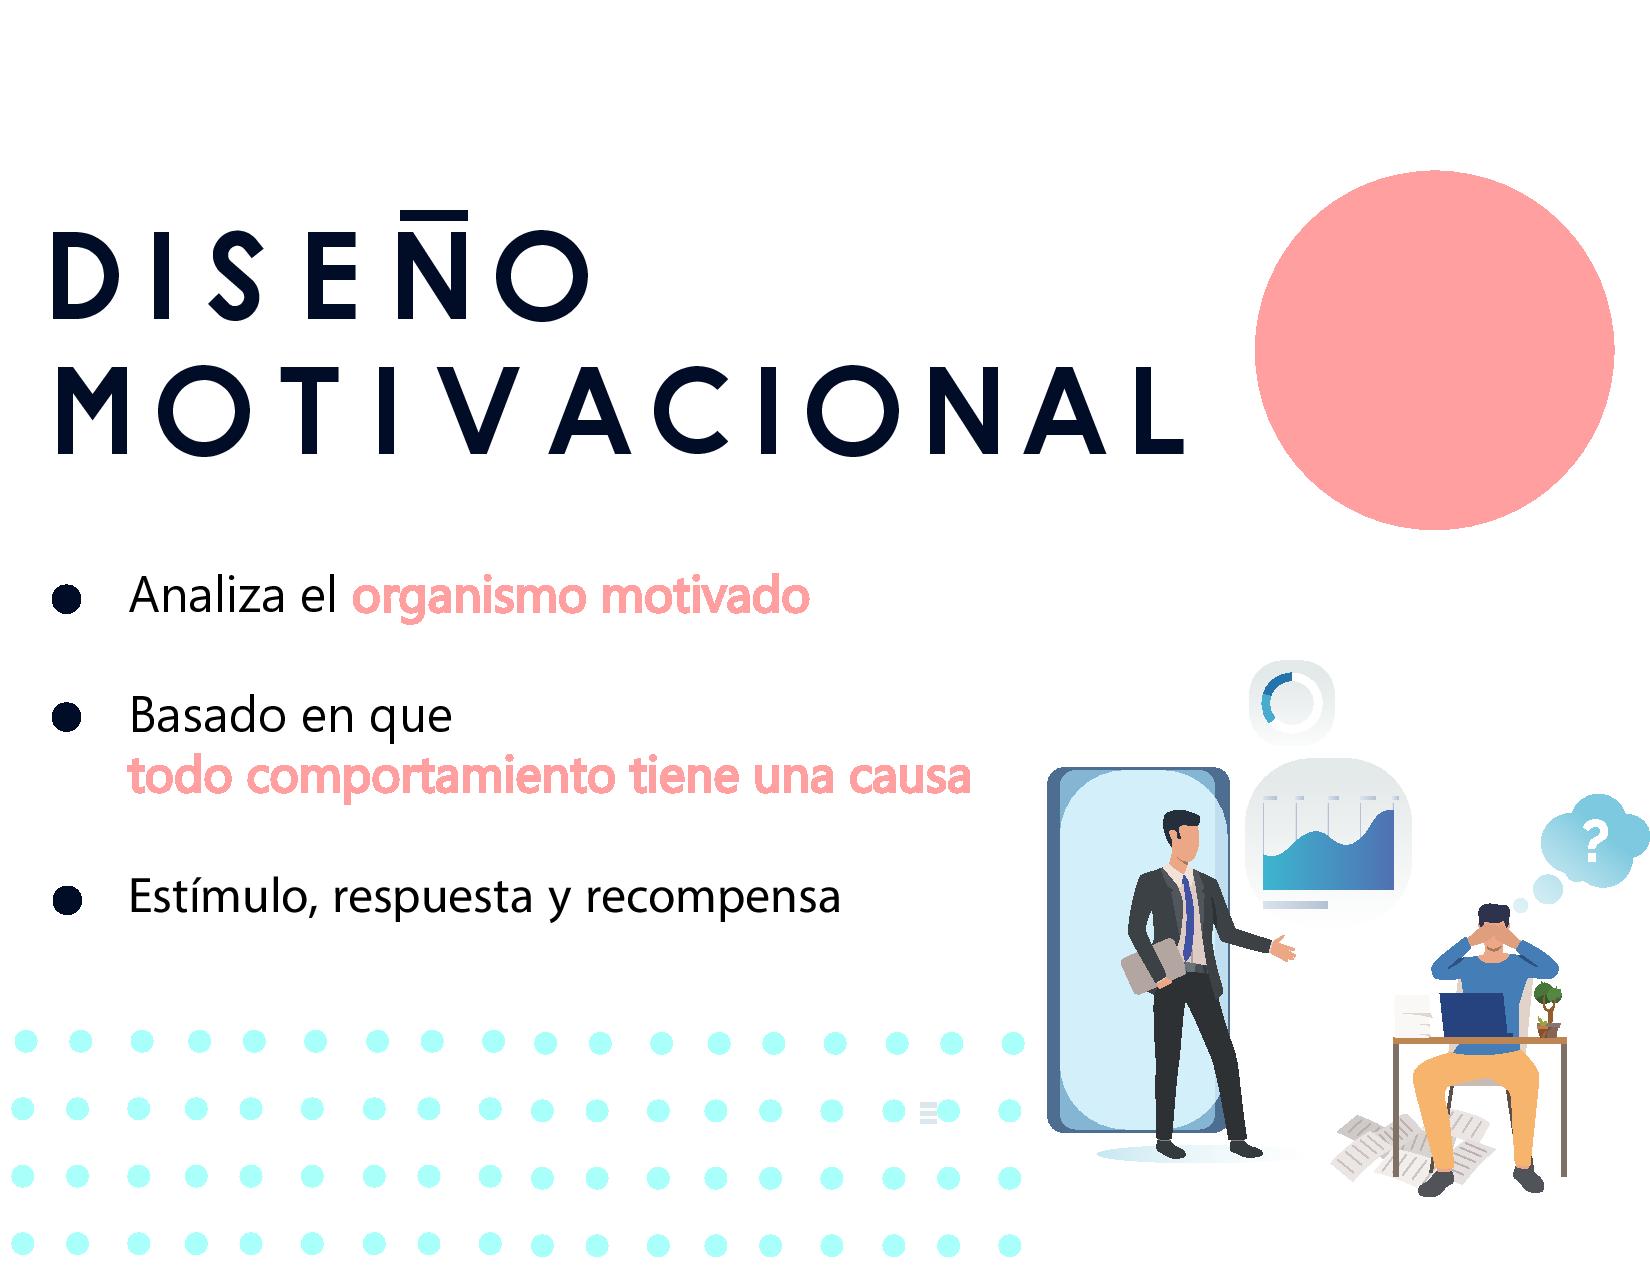 DISEÑO
MOTIVACIONAL
Analiza el organismo motivado
Basado en que
todo comportamiento tiene una causa
Estímulo, respuesta y recompensa
?